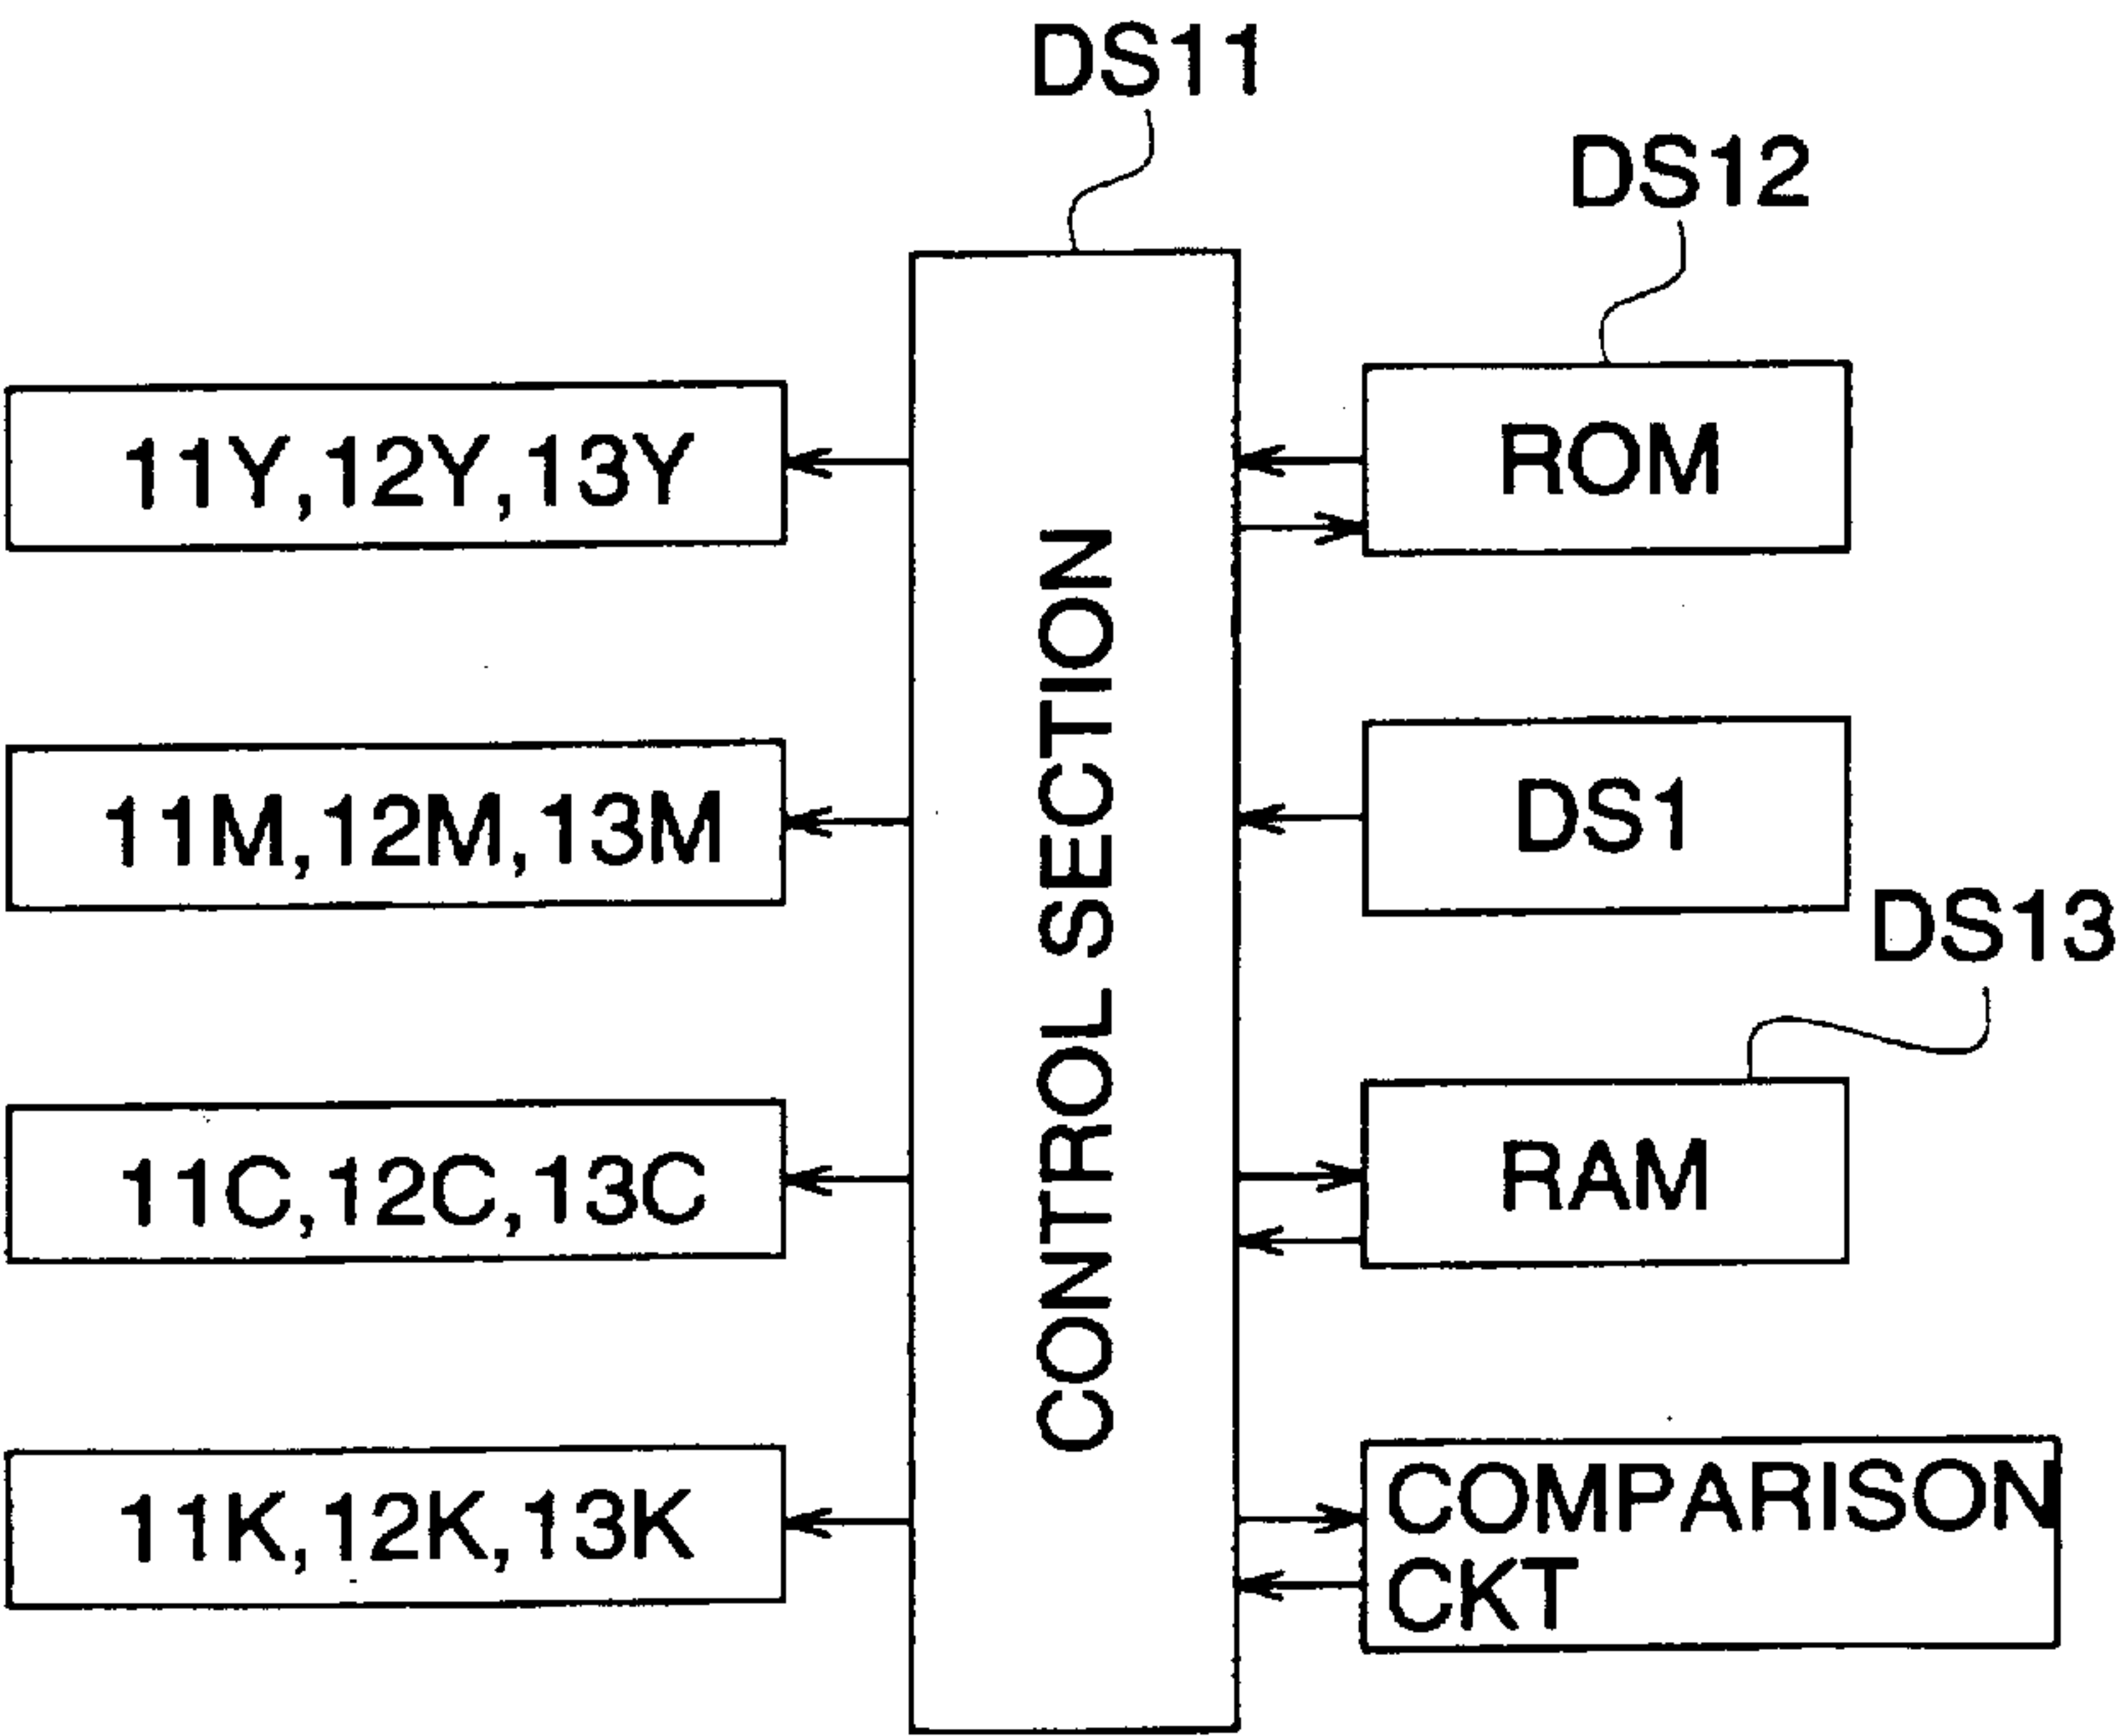 DS11
DS12
11Y,12Y,13Y
ROM
CONTROL SECTION
11M,12M,13M
DS1
DS13
11C,12C,13C
RAM
11K,12K,13K
COMPARISON
CKT